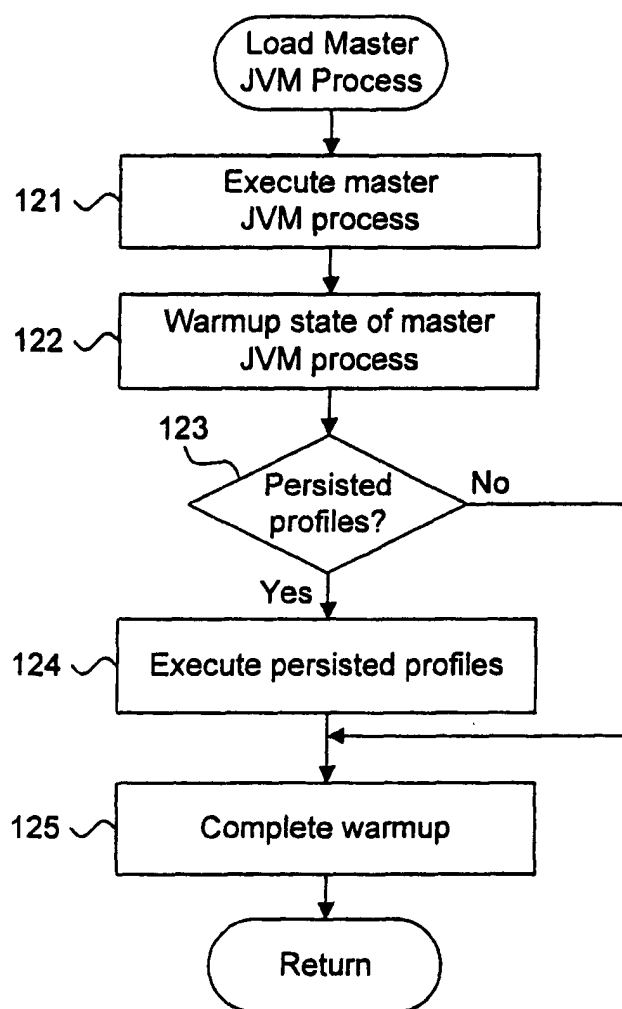 Load Master
JVM Process
121
Execute master
JVM process
122
Warmup state of master
JVM process
123
Persisted
profiles?
No
Yes
124
Execute persisted profiles
125
Complete warmup
Return